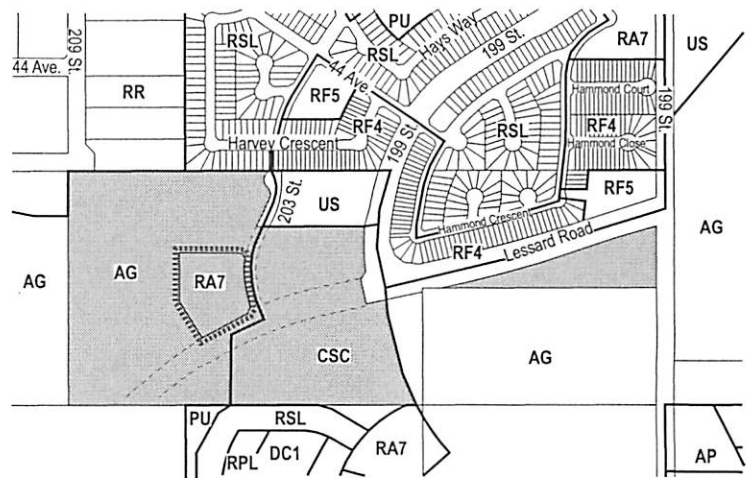 209 St.
44 Ave.
RR
RSL
PU
RSL
Hays Way
199 St.
RA7
US
44 Ave.
RF5
RF4
Harvey Crescent
199 St.
RSL
Hammond Court
RF4
Hammond Close
199 St.
RF5
203 St.
US
Hammond Crescent
RF4
Lessard Road
AG
AG
AG
RA7
CSC
AG
PU
RSL
RPL
DC1
RA7
AP